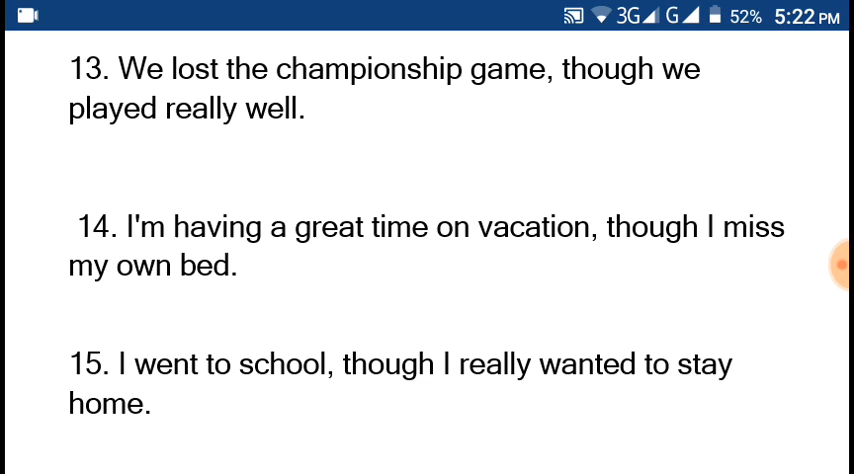 3G G 52% 5:22 PM
13. We lost the championship game, though we
played really well.
14. I'm having a great time on vacation, though I miss
my own bed.
15. I went to school, though I really wanted to stay
home.